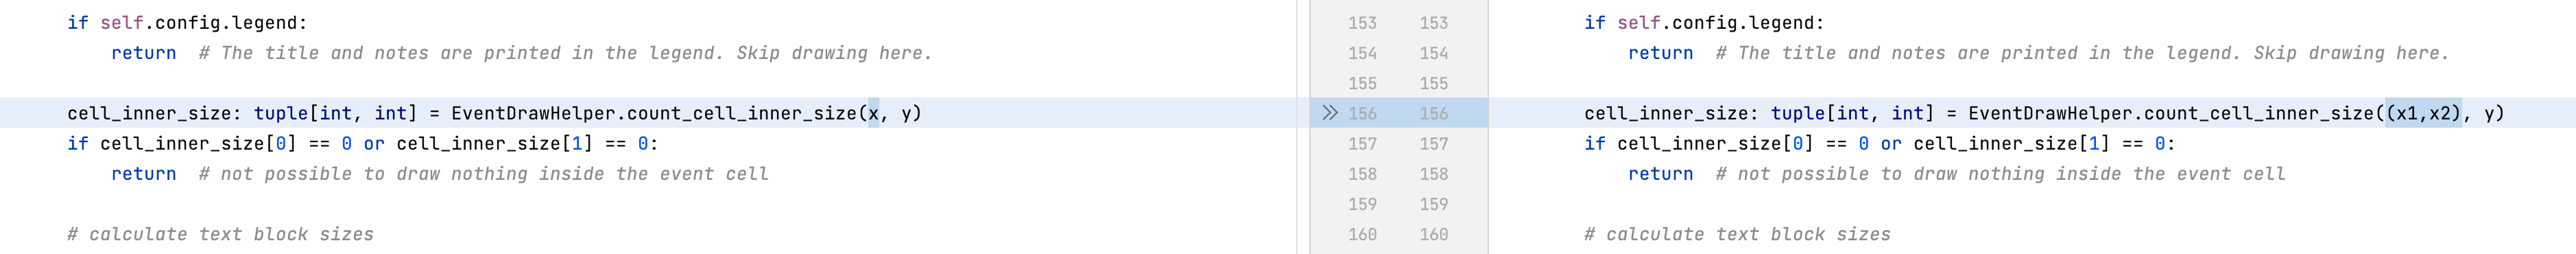 if self.config.legend:
    return  # The title and notes are printed in the legend. Skip drawing here.
cell_inner_size: tuple[int, int] = EventDrawHelper.count_cell_inner_size(x, y)
if cell_inner_size[0] == 0 or cell_inner_size[1] == 0:
    return  # not possible to draw nothing inside the event cell
# calculate text block sizes
153 153
154 154
155 155
156 156
157 157
158 158
159 159
160 160
if self.config.legend:
    return  # The title and notes are printed in the legend. Skip drawing here.
cell_inner_size: tuple[int, int] = EventDrawHelper.count_cell_inner_size((x1,x2), y)
if cell_inner_size[0] == 0 or cell_inner_size[1] == 0:
    return  # not possible to draw nothing inside the event cell
# calculate text block sizes